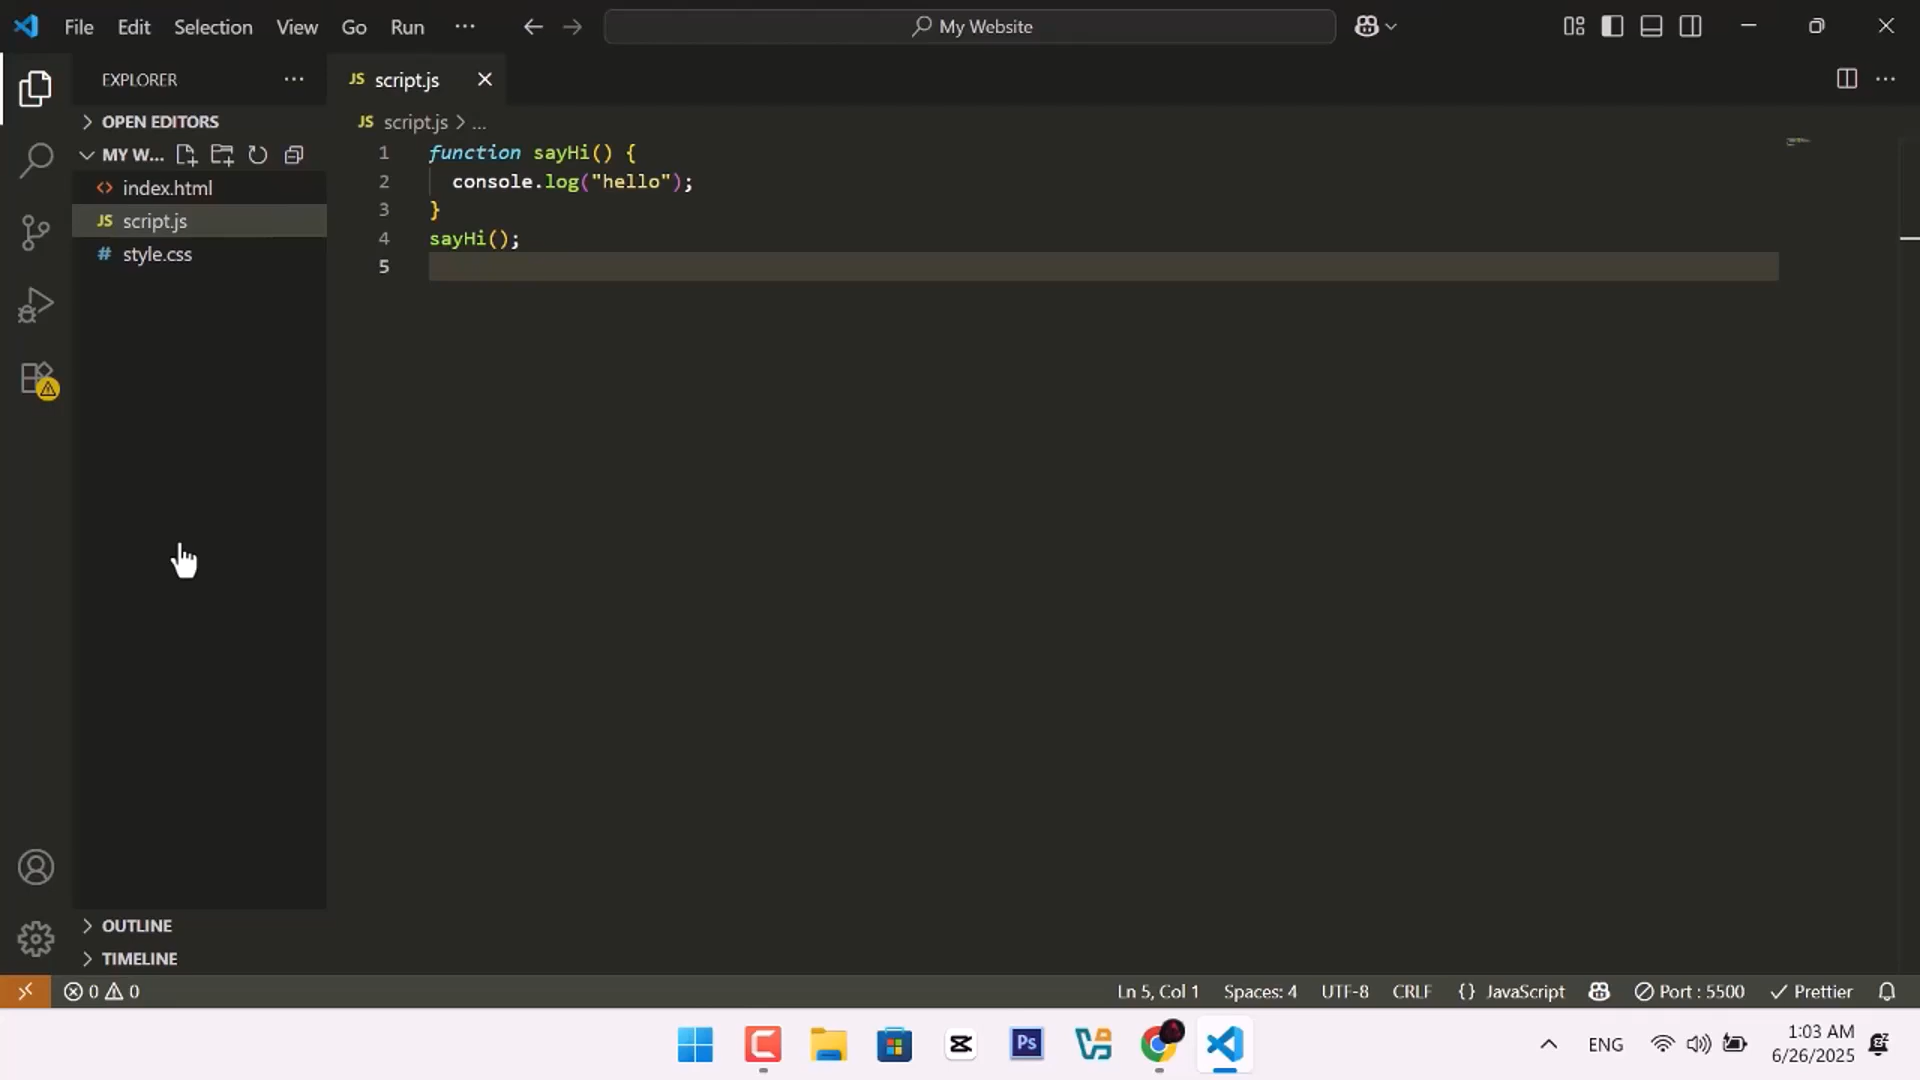 File Edit Selection View Go Run ··· My Website
EXPLORER ···
JS script.js
OPEN EDITORS
JS script.js > ...
MY W...
1 function sayHi() {
2 console.log("hello");
3 }
4 sayHi();
5
<> index.html
JS script.js
# style.css
OUTLINE
TIMELINE
0 0 Ln 5, Col 1 Spaces: 4 UTF-8 CRLF {} JavaScript Port : 5500 Prettier
Ps ENG 1:03 AM
6/26/2025